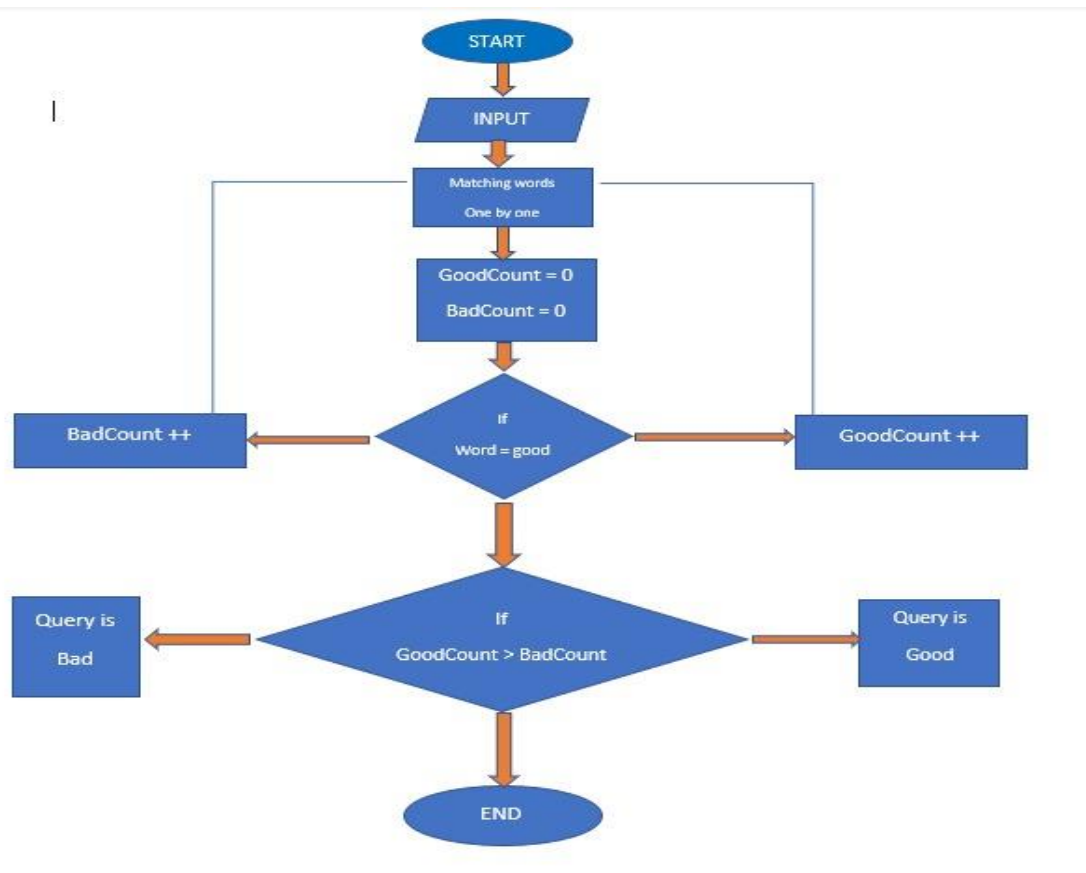 START
INPUT
Matching words
One by one
GoodCount = 0
BadCount = 0
If
Word = good
BadCount ++
GoodCount ++
If
GoodCount > BadCount
Query is
Bad
Query is
Good
END